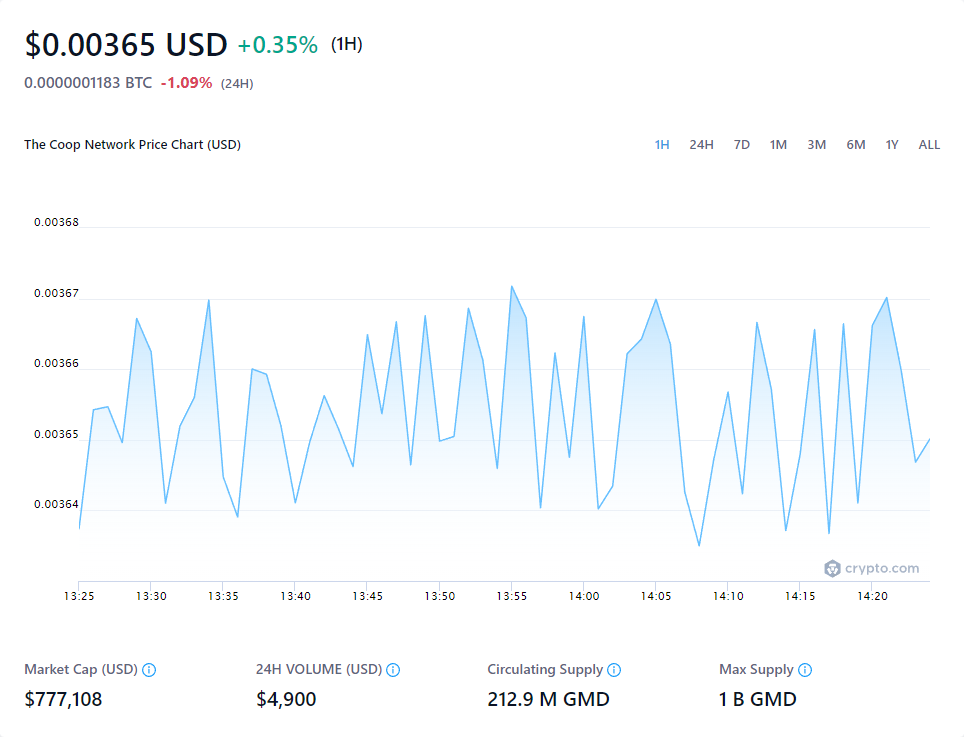 $0.00365 USD +0.35% (1H)
0.0000001183 BTC -1.09% (24H)
The Coop Network Price Chart (USD)
1H 24H 7D 1M 3M 6M 1Y ALL
0.00368
0.00367
0.00366
0.00365
0.00364
crypto.com
13:25 13:30 13:35 13:40 13:45 13:50 13:55 14:00 14:05 14:10 14:15 14:20
Market Cap (USD) 24H VOLUME (USD) Circulating Supply Max Supply
$777,108 $4,900 212.9 M GMD 1 B GMD